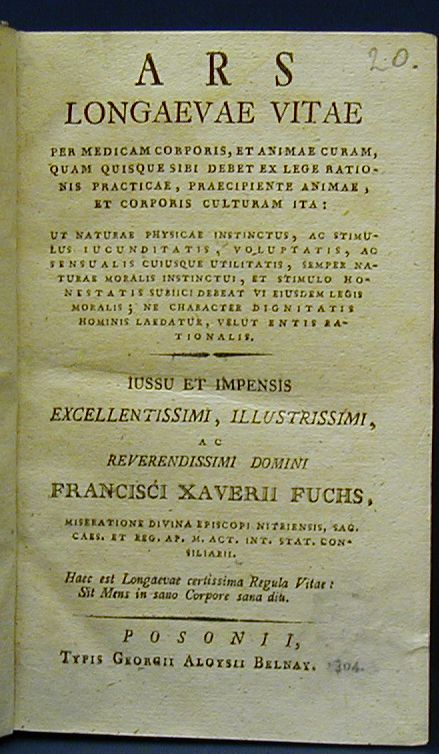 20.
ARS
LONGAEVAE VITAE
PER MEDICAM CORPORIS, ET ANIMAE CURAM,
QUAM QUISQUE SIBI DEBET EX LEGE RATIO-
NIS PRACTICAE, PRAECIPIENTE ANIMAE,
ET CORPORIS CULTURAM ITA:
UT NATURAE PHYSICAE INSTINCTUS, AC STIMU-
LUS IUCUNDITATIS, VOLUPTATIS, AC
SENSUALIS CUIUSQUE UTILITATIS, SEMPER NA-
TURAE MORALIS INSTINCTUI, ET STIMULO HO-
NESTATIS SUBIICI DEBEAT VI EIUSDEM LEGIS
MORALIS; NE CHARACTER DIGNITATIS
HOMINIS LAEDATUR, VELUT ENTIS RA-
TIONALIS.
IUSSU ET IMPENSIS
EXCELLENTISSIMI, ILLUSTRISSIMI,
AC
REVERENDISSIMI DOMINI
FRANCISCI XAVERII FUCHS,
MISERATIONE DIVINA EPISCOPI NITRIENSIS, SAC.
CAES. ET REG. AP. M. ACT. INT. STAT. CON-
SILIARII.
Haec est Longaevae certissima Regula Vitae:
Sit Mens in sano Corpore sana diu.
POSONII,
TYPIS GEORGII ALOYSII BELNAY.